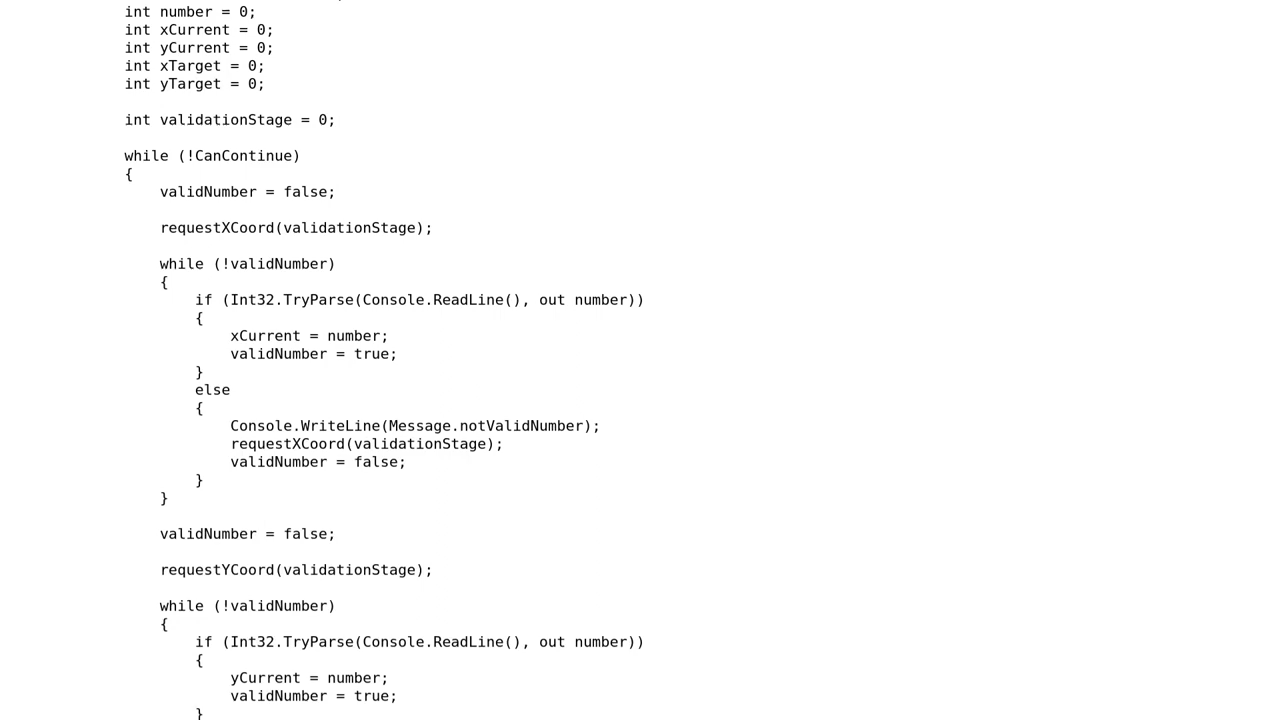 int number = 0;
int xCurrent = 0;
int yCurrent = 0;
int xTarget = 0;
int yTarget = 0;

int validationStage = 0;

while (!CanContinue)
{
    validNumber = false;

    requestXCoord(validationStage);

    while (!validNumber)
    {
        if (Int32.TryParse(Console.ReadLine(), out number))
        {
            xCurrent = number;
            validNumber = true;
        }
        else
        {
            Console.WriteLine(Message.notValidNumber);
            requestXCoord(validationStage);
            validNumber = false;
        }
    }

    validNumber = false;

    requestYCoord(validationStage);

    while (!validNumber)
    {
        if (Int32.TryParse(Console.ReadLine(), out number))
        {
            yCurrent = number;
            validNumber = true;
        }